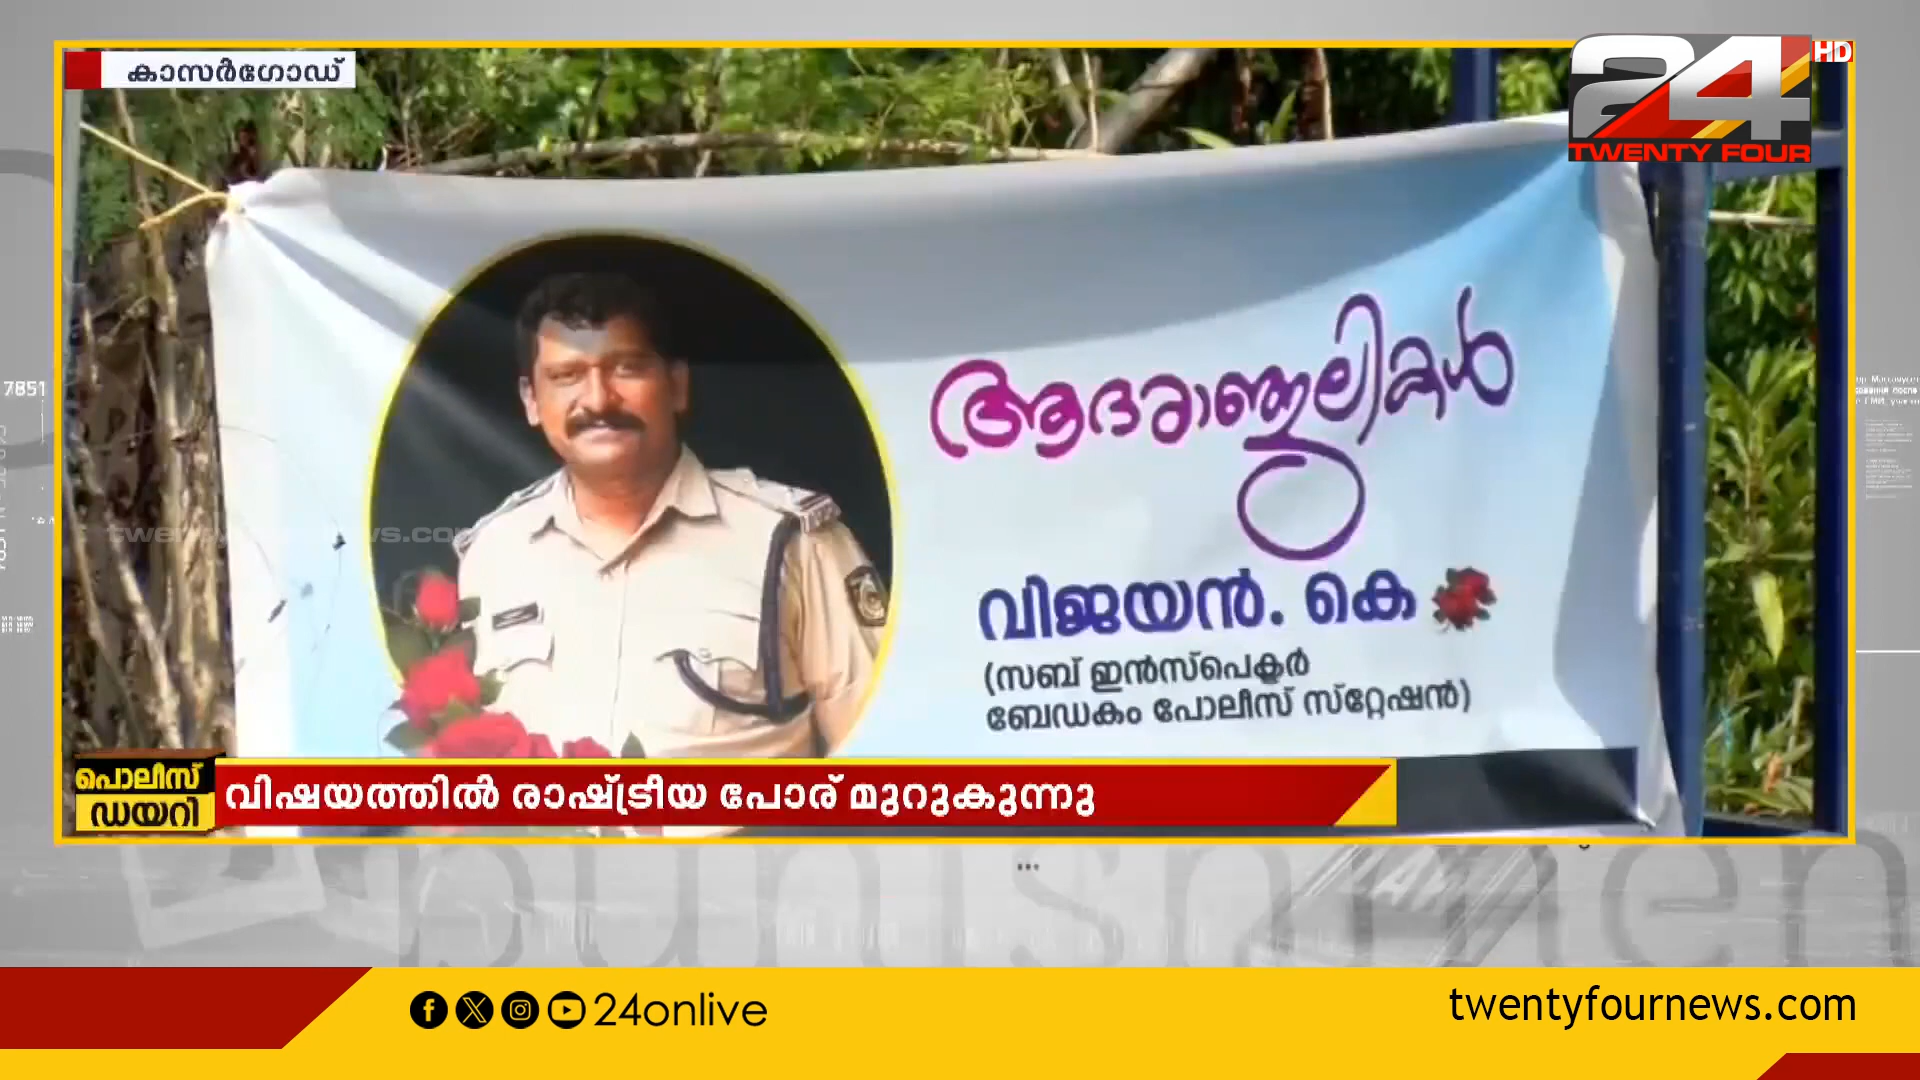 കാസർഗോഡ്
24
HD
TWENTY FOUR
7851
ആദരാഞ്ജലികൾ
വിജയൻ. കെ
(സബ് ഇൻസ്പെക്ടർ
ബേഡകം പോലീസ് സ്റ്റേഷൻ)
പൊലീസ്
ഡയറി
വിഷയത്തിൽ രാഷ്ട്രീയ പോര് മുറുകുന്നു
24onlive
twentyfournews.com